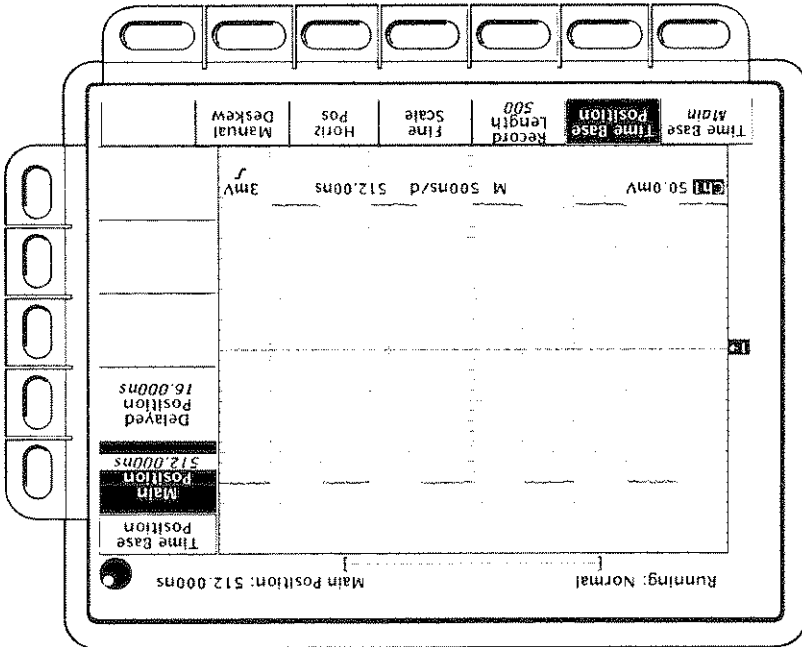 Running: Normal
Main Position: 512.000ns
Time Base
Position
Main
Position
512.000ns
Delayed
Position
16.000ns
1
Ch1 50.0mV M 500ns/d 512.00ns ∫ 3mV
Time Base
Main
Time Base
Position
Record
Length
500
Fine
Scale
Horiz
Pos
Manual
Deskew